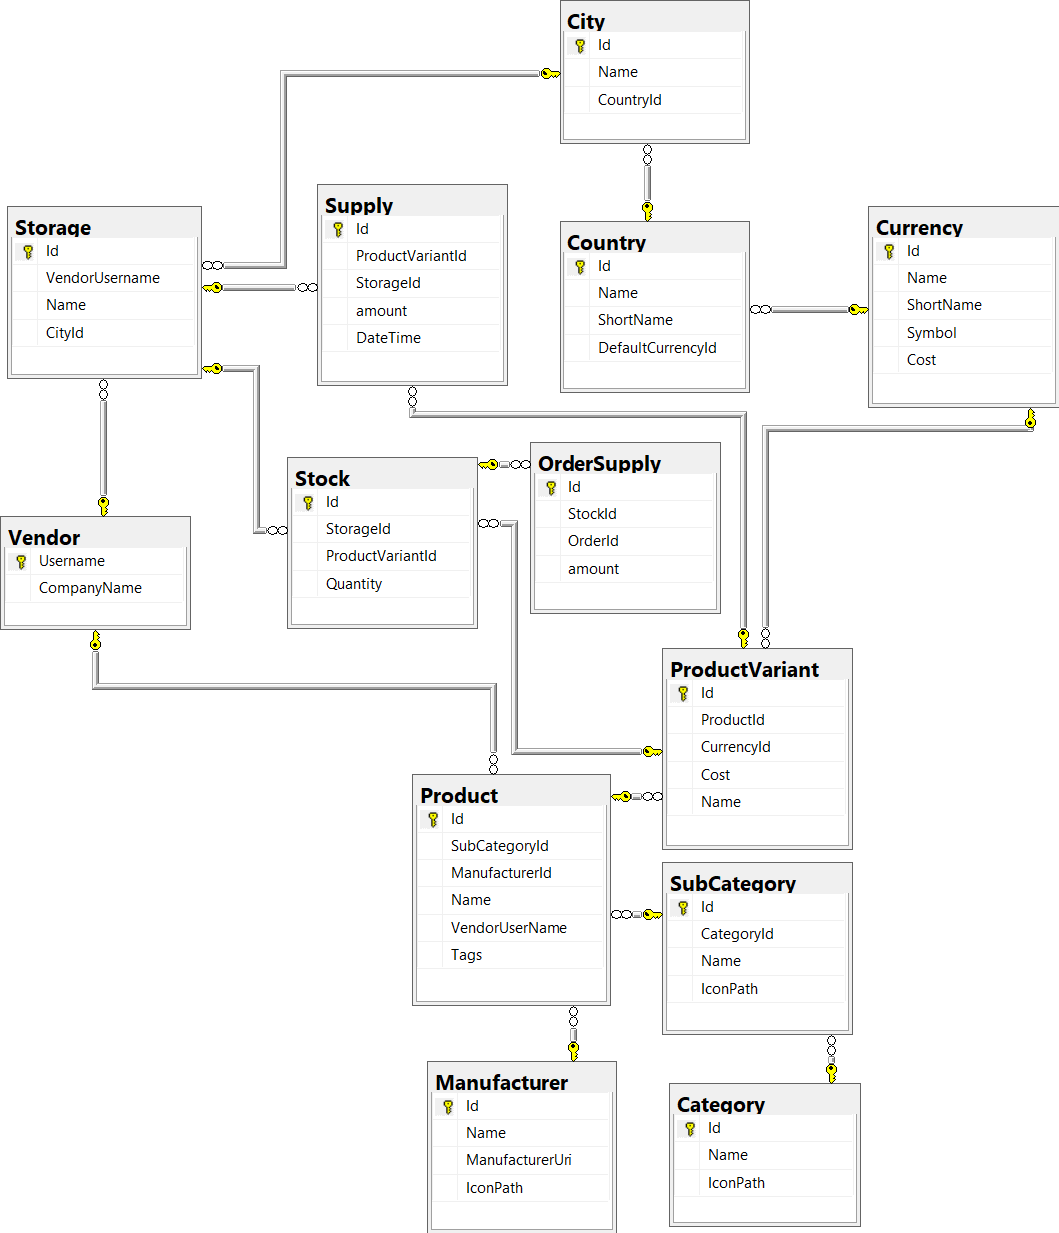 City
Id
Name
CountryId
Storage
Id
VendorUsername
Name
CityId
Supply
Id
ProductVariantId
StorageId
amount
DateTime
Country
Id
Name
ShortName
DefaultCurrencyId
Currency
Id
Name
ShortName
Symbol
Cost
Stock
Id
StorageId
ProductVariantId
Quantity
OrderSupply
Id
StockId
OrderId
amount
Vendor
Username
CompanyName
ProductVariant
Id
ProductId
CurrencyId
Cost
Name
Product
Id
SubCategoryId
ManufacturerId
Name
VendorUserName
Tags
SubCategory
Id
CategoryId
Name
IconPath
Manufacturer
Id
Name
ManufacturerUri
IconPath
Category
Id
Name
IconPath